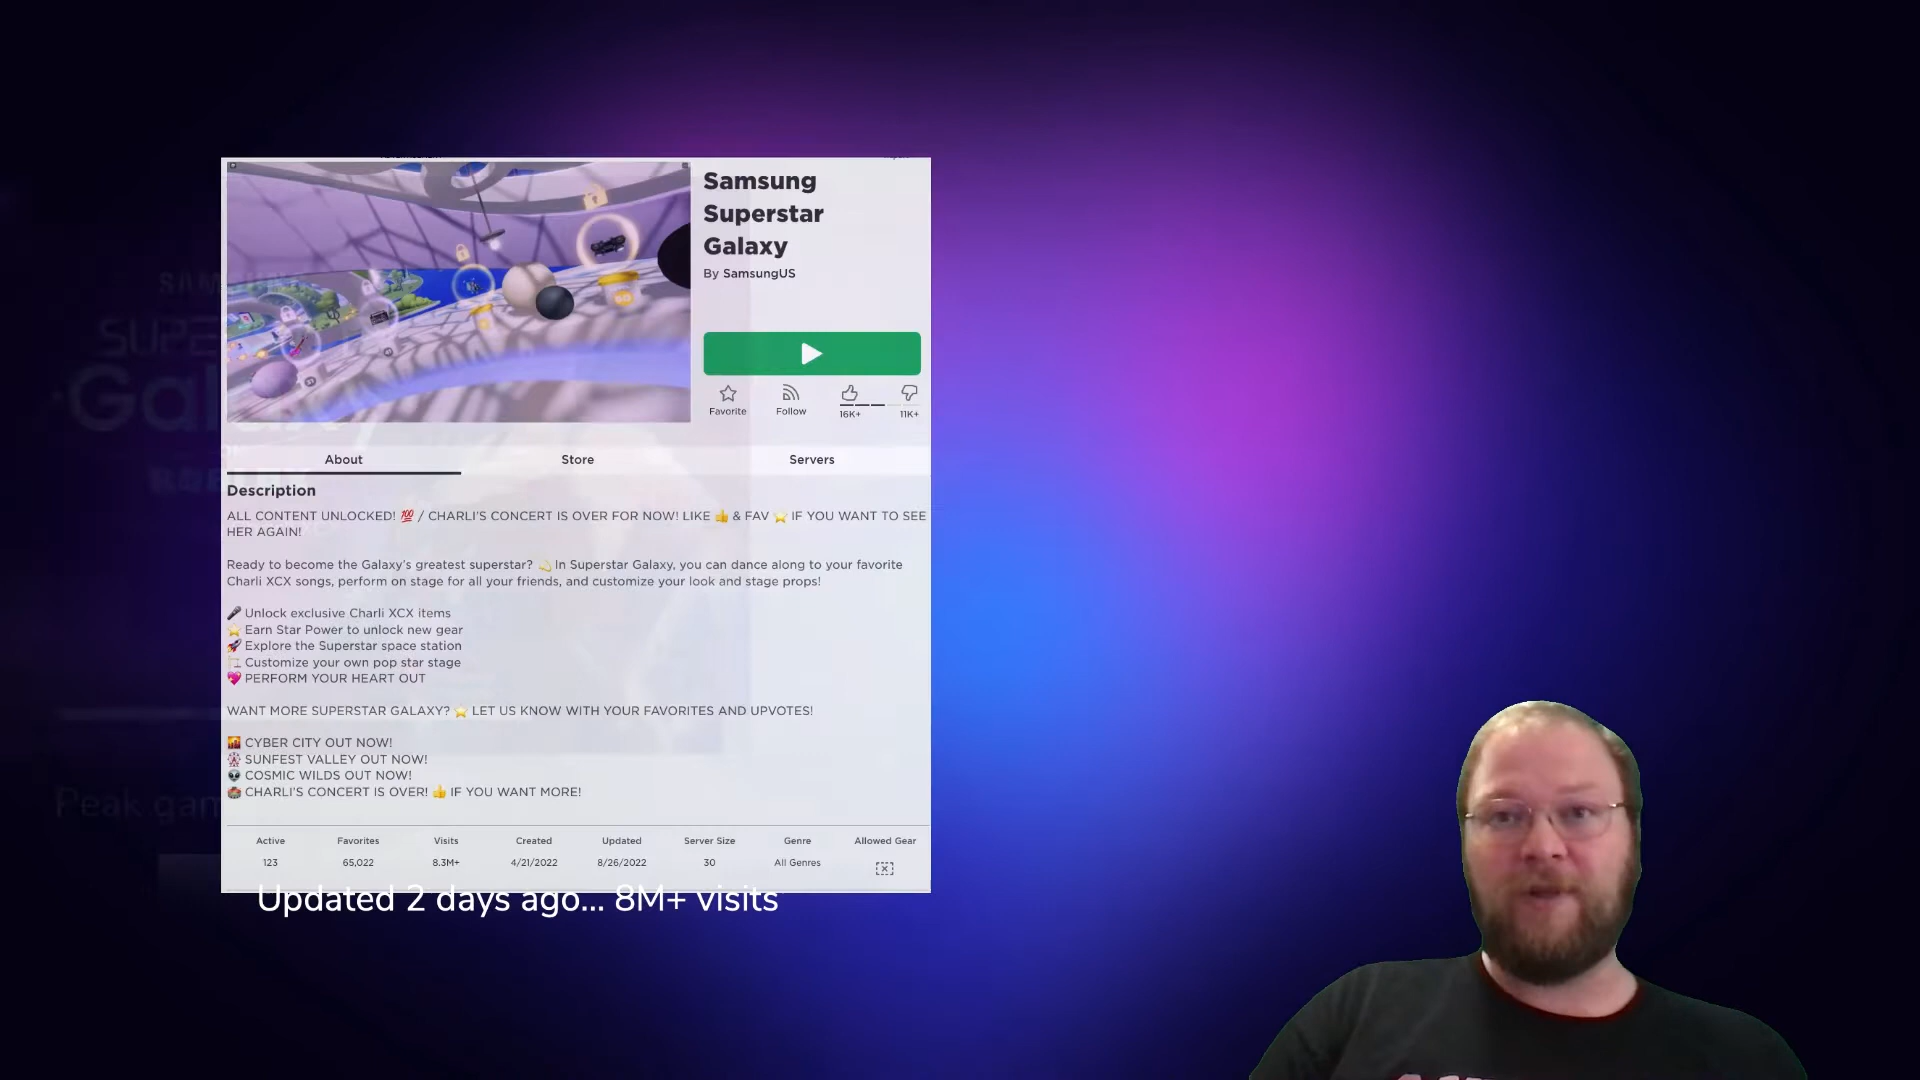 Samsung
Superstar
Galaxy
By SamsungUS
Favorite
Follow
16K+
11K+
About
Store
Servers
Description
ALL CONTENT UNLOCKED! 💯 / CHARLI'S CONCERT IS OVER FOR NOW! LIKE 👍 & FAV ⭐ IF YOU WANT TO SEE
HER AGAIN!
Ready to become the Galaxy's greatest superstar? 💫 In Superstar Galaxy, you can dance along to your favorite
Charli XCX songs, perform on stage for all your friends, and customize your look and stage props!
🎤 Unlock exclusive Charli XCX items
⭐ Earn Star Power to unlock new gear
🚀 Explore the Superstar space station
🏗️ Customize your own pop star stage
💖 PERFORM YOUR HEART OUT
WANT MORE SUPERSTAR GALAXY? ⭐ LET US KNOW WITH YOUR FAVORITES AND UPVOTES!
🌇 CYBER CITY OUT NOW!
🎡 SUNFEST VALLEY OUT NOW!
👽 COSMIC WILDS OUT NOW!
🏟️ CHARLI'S CONCERT IS OVER! 👍 IF YOU WANT MORE!
Active Favorites Visits Created Updated Server Size Genre Allowed Gear
123 65,022 8.3M+ 4/21/2022 8/26/2022 30 All Genres
Updated 2 days ago... 8M+ visits